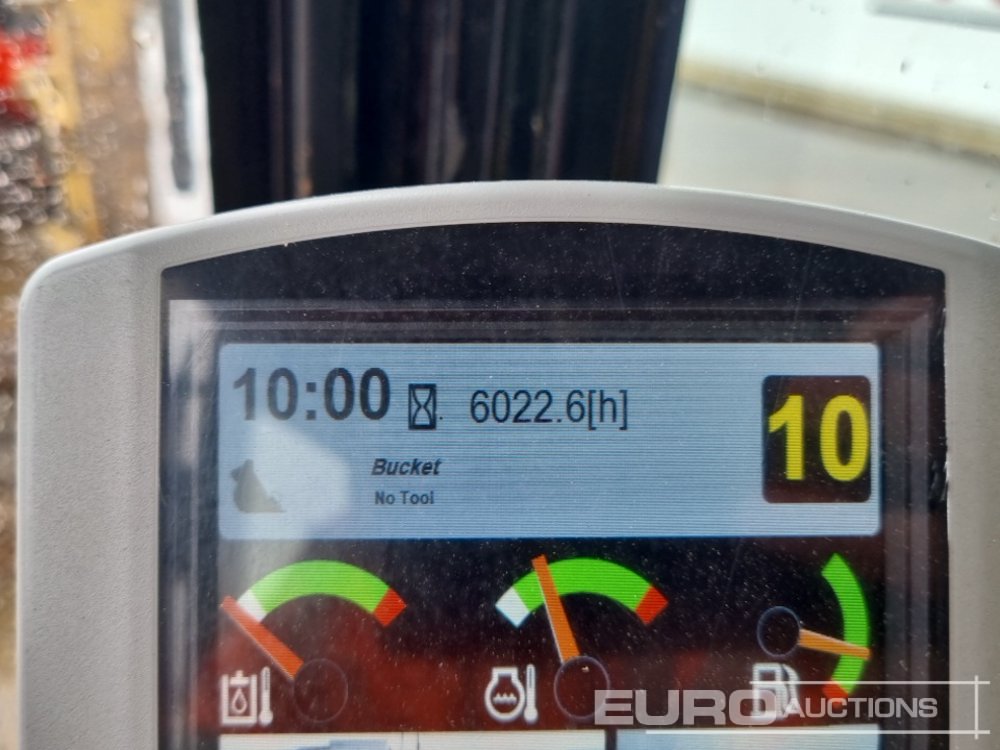 10:00 6022.6[h] 10
Bucket
No Tool
EURO AUCTIONS